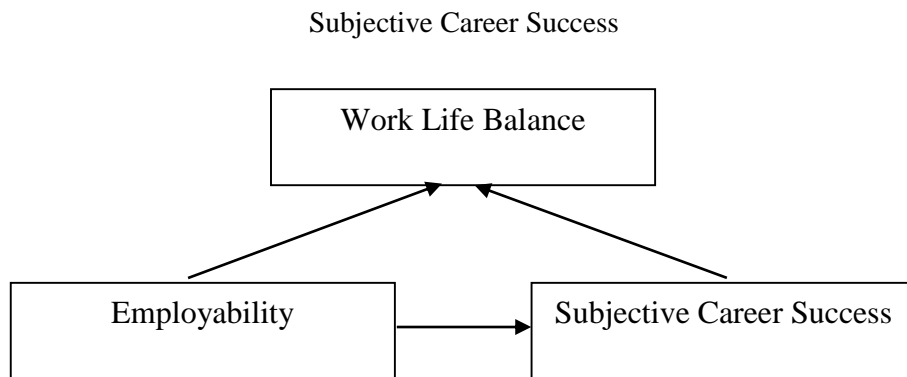 Subjective Career Success
Work Life Balance
Employability
Subjective Career Success